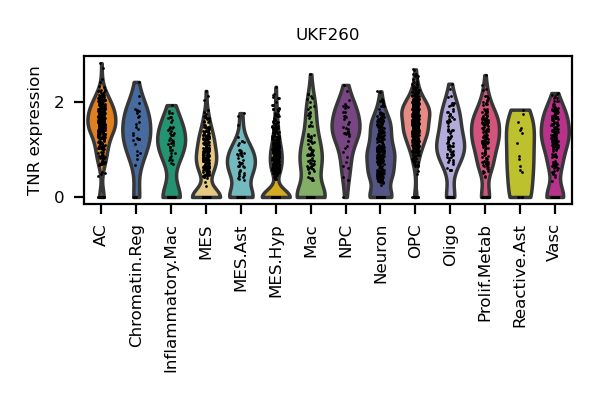 UKF260
TNR expression
2
0
AC
Chromatin.Reg
Inflammatory.Mac
MES
MES.Ast
MES.Hyp
Mac
NPC
Neuron
OPC
Oligo
Prolif.Metab
Reactive.Ast
Vasc